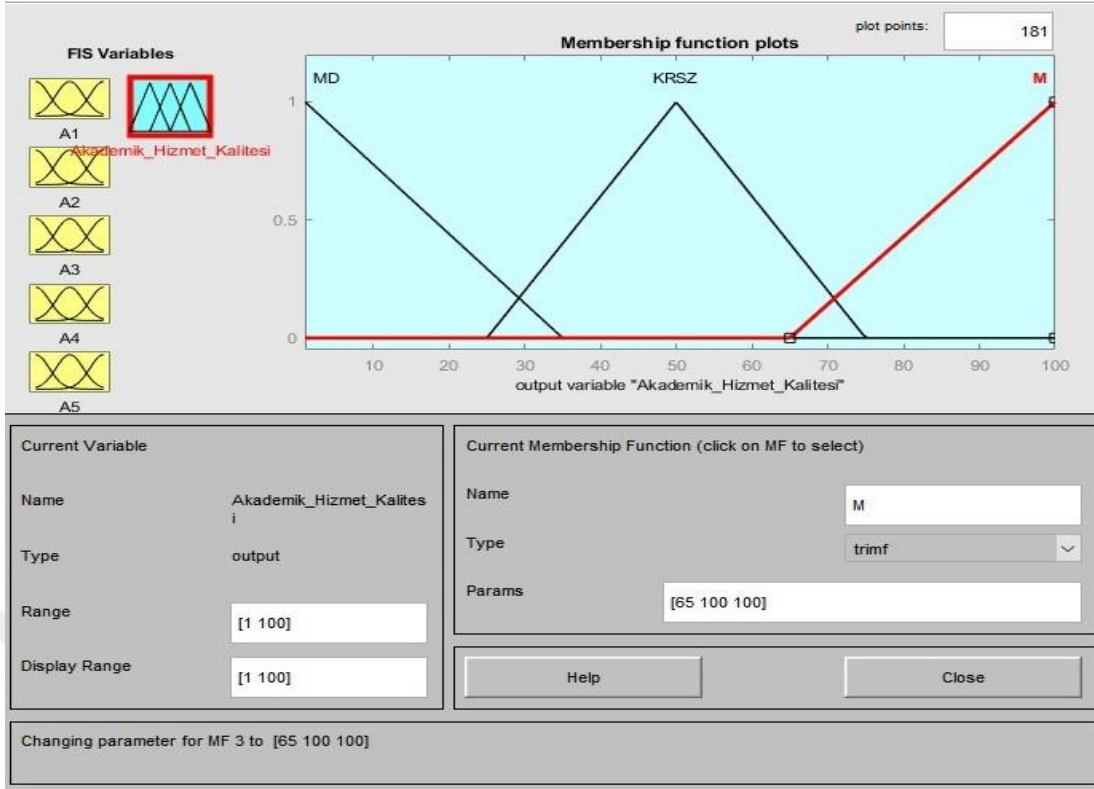 plot points:
181
FIS Variables
Membership function plots
MD
KRSZ
M
A1
Akademik_Hizmet_Kalitesi
A2
A3
A4
A5
1
0.5
0
10 20 30 40 50 60 70 80 90 100
output variable "Akademik_Hizmet_Kalitesi"
Current Variable
Name
Akademik_Hizmet_Kalites
i
Type
output
Range
[1 100]
Display Range
[1 100]
Current Membership Function (click on MF to select)
Name
M
Type
trimf
Params
[65 100 100]
Help
Close
Changing parameter for MF 3 to [65 100 100]